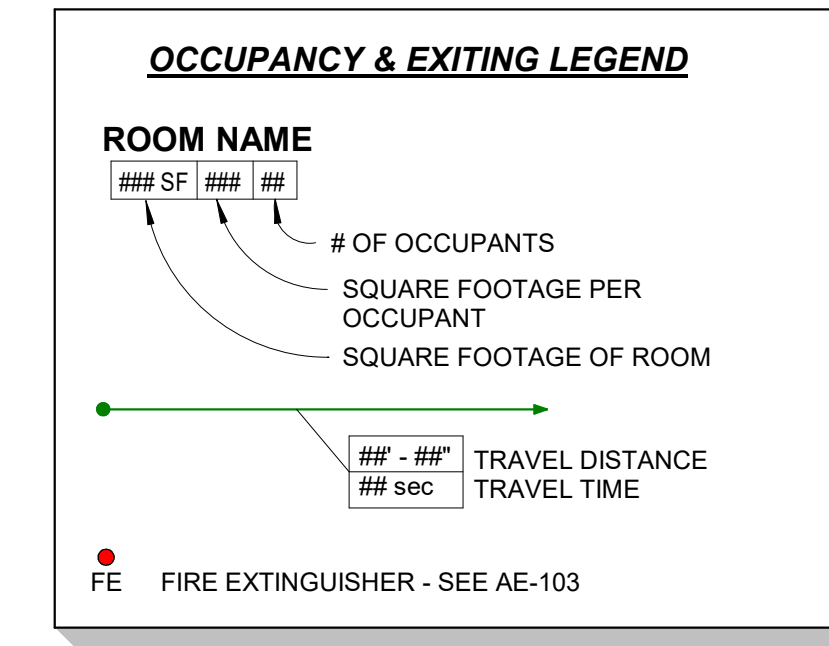 OCCUPANCY & EXITING LEGEND
ROOM NAME
### SF ### ##
# OF OCCUPANTS
SQUARE FOOTAGE PER
OCCUPANT
SQUARE FOOTAGE OF ROOM
##' - ##" TRAVEL DISTANCE
## sec TRAVEL TIME
FE FIRE EXTINGUISHER - SEE AE-103